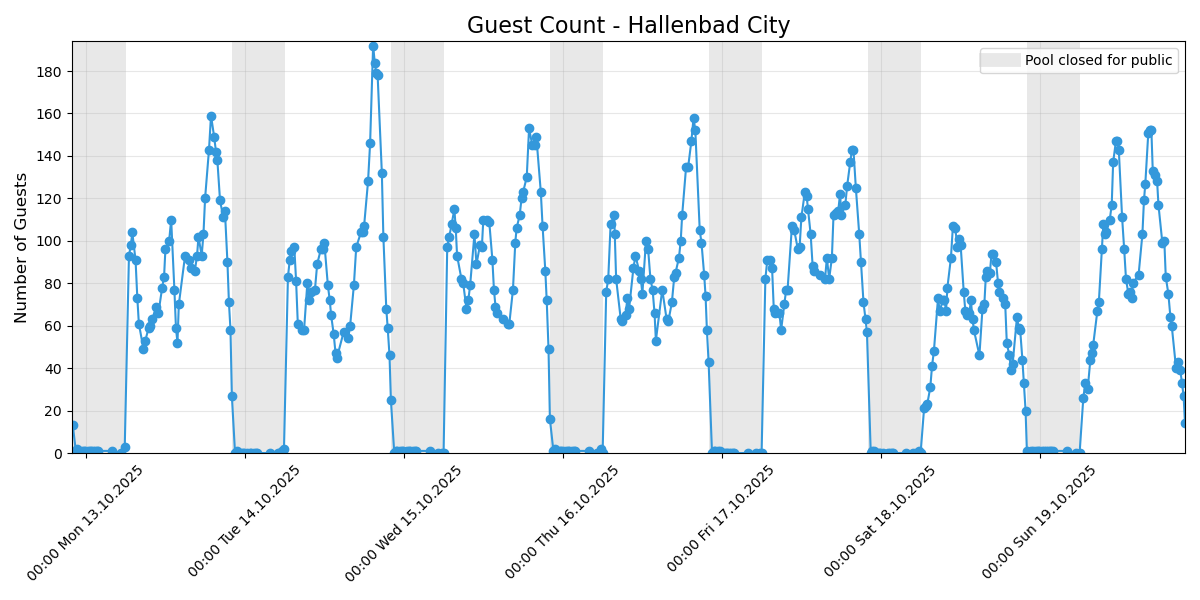 Guest Count - Hallenbad City
Pool closed for public
Number of Guests
180
160
140
120
100
80
60
40
20
0
00:00 Mon 13.10.2025
00:00 Tue 14.10.2025
00:00 Wed 15.10.2025
00:00 Thu 16.10.2025
00:00 Fri 17.10.2025
00:00 Sat 18.10.2025
00:00 Sun 19.10.2025